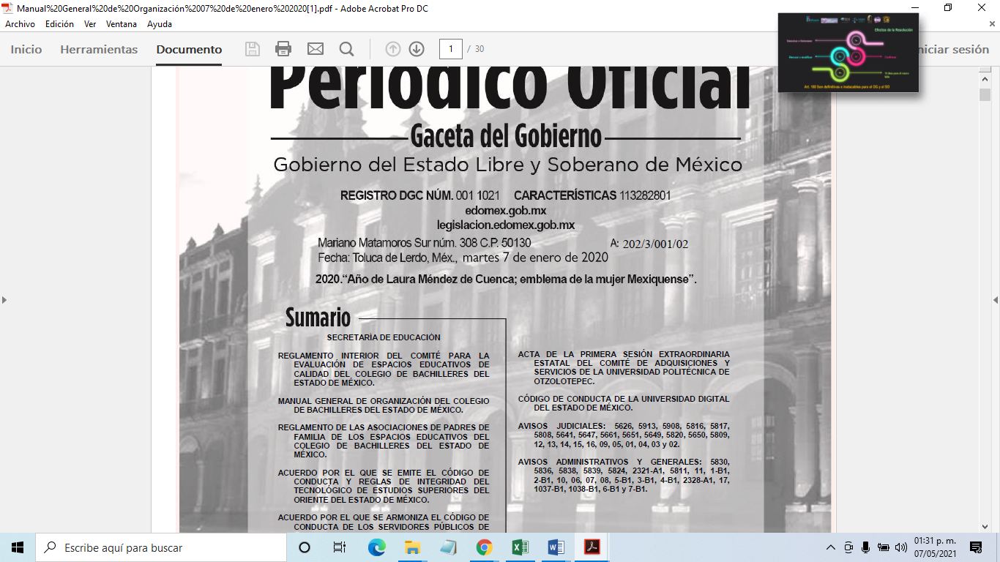 Manual%20General%20de%20Organización%2007%20de%20enero%202020[1].pdf - Adobe Acrobat Pro DC
Archivo Edición Ver Ventana Ayuda
Inicio Herramientas Documento 1 / 30 niciar sesión
Efectos de la Resolución
Confirma
Art. 180 Son definitivas e inatacables para el OG y el SO
Periódico Oficial
Gaceta del Gobierno
Gobierno del Estado Libre y Soberano de México
REGISTRO DGC NÚM. 001 1021 CARACTERÍSTICAS 113282801
edomex.gob.mx
legislacion.edomex.gob.mx
Mariano Matamoros Sur núm. 308 C.P. 50130 A: 202/3/001/02
Fecha: Toluca de Lerdo, Méx., martes 7 de enero de 2020
2020.“Año de Laura Méndez de Cuenca; emblema de la mujer Mexiquense”.
Sumario
SECRETARÍA DE EDUCACIÓN
REGLAMENTO INTERIOR DEL COMITÉ PARA LA
EVALUACIÓN DE ESPACIOS EDUCATIVOS DE
CALIDAD DEL COLEGIO DE BACHILLERES DEL
ESTADO DE MÉXICO.
MANUAL GENERAL DE ORGANIZACIÓN DEL COLEGIO
DE BACHILLERES DEL ESTADO DE MÉXICO.
REGLAMENTO DE LAS ASOCIACIONES DE PADRES DE
FAMILIA DE LOS ESPACIOS EDUCATIVOS DEL
COLEGIO DE BACHILLERES DEL ESTADO DE
MÉXICO.
ACUERDO POR EL QUE SE EMITE EL CÓDIGO DE
CONDUCTA Y REGLAS DE INTEGRIDAD DEL
TECNOLÓGICO DE ESTUDIOS SUPERIORES DEL
ORIENTE DEL ESTADO DE MÉXICO.
ACUERDO POR EL QUE SE ARMONIZA EL CÓDIGO DE
CONDUCTA DE LOS SERVIDORES PÚBLICOS DE
ACTA DE LA PRIMERA SESIÓN EXTRAORDINARIA
ESTATAL DEL COMITÉ DE ADQUISICIONES Y
SERVICIOS DE LA UNIVERSIDAD POLITÉCNICA DE
OTZOLOTEPEC.
CÓDIGO DE CONDUCTA DE LA UNIVERSIDAD DIGITAL
DEL ESTADO DE MÉXICO.
AVISOS JUDICIALES: 5626, 5913, 5908, 5816, 5817,
5808, 5641, 5647, 5661, 5651, 5649, 5820, 5650, 5809,
12, 13, 14, 15, 16, 09, 05, 01, 04, 03 y 02.
AVISOS ADMINISTRATIVOS Y GENERALES: 5830,
5836, 5838, 5839, 5824, 2321-A1, 5811, 11, 1-B1,
2-B1, 10, 06, 07, 08, 5-B1, 3-B1, 4-B1, 2328-A1, 17,
1037-B1, 1038-B1, 6-B1 y 7-B1.
Escribe aquí para buscar
01:31 p. m.
07/05/2021